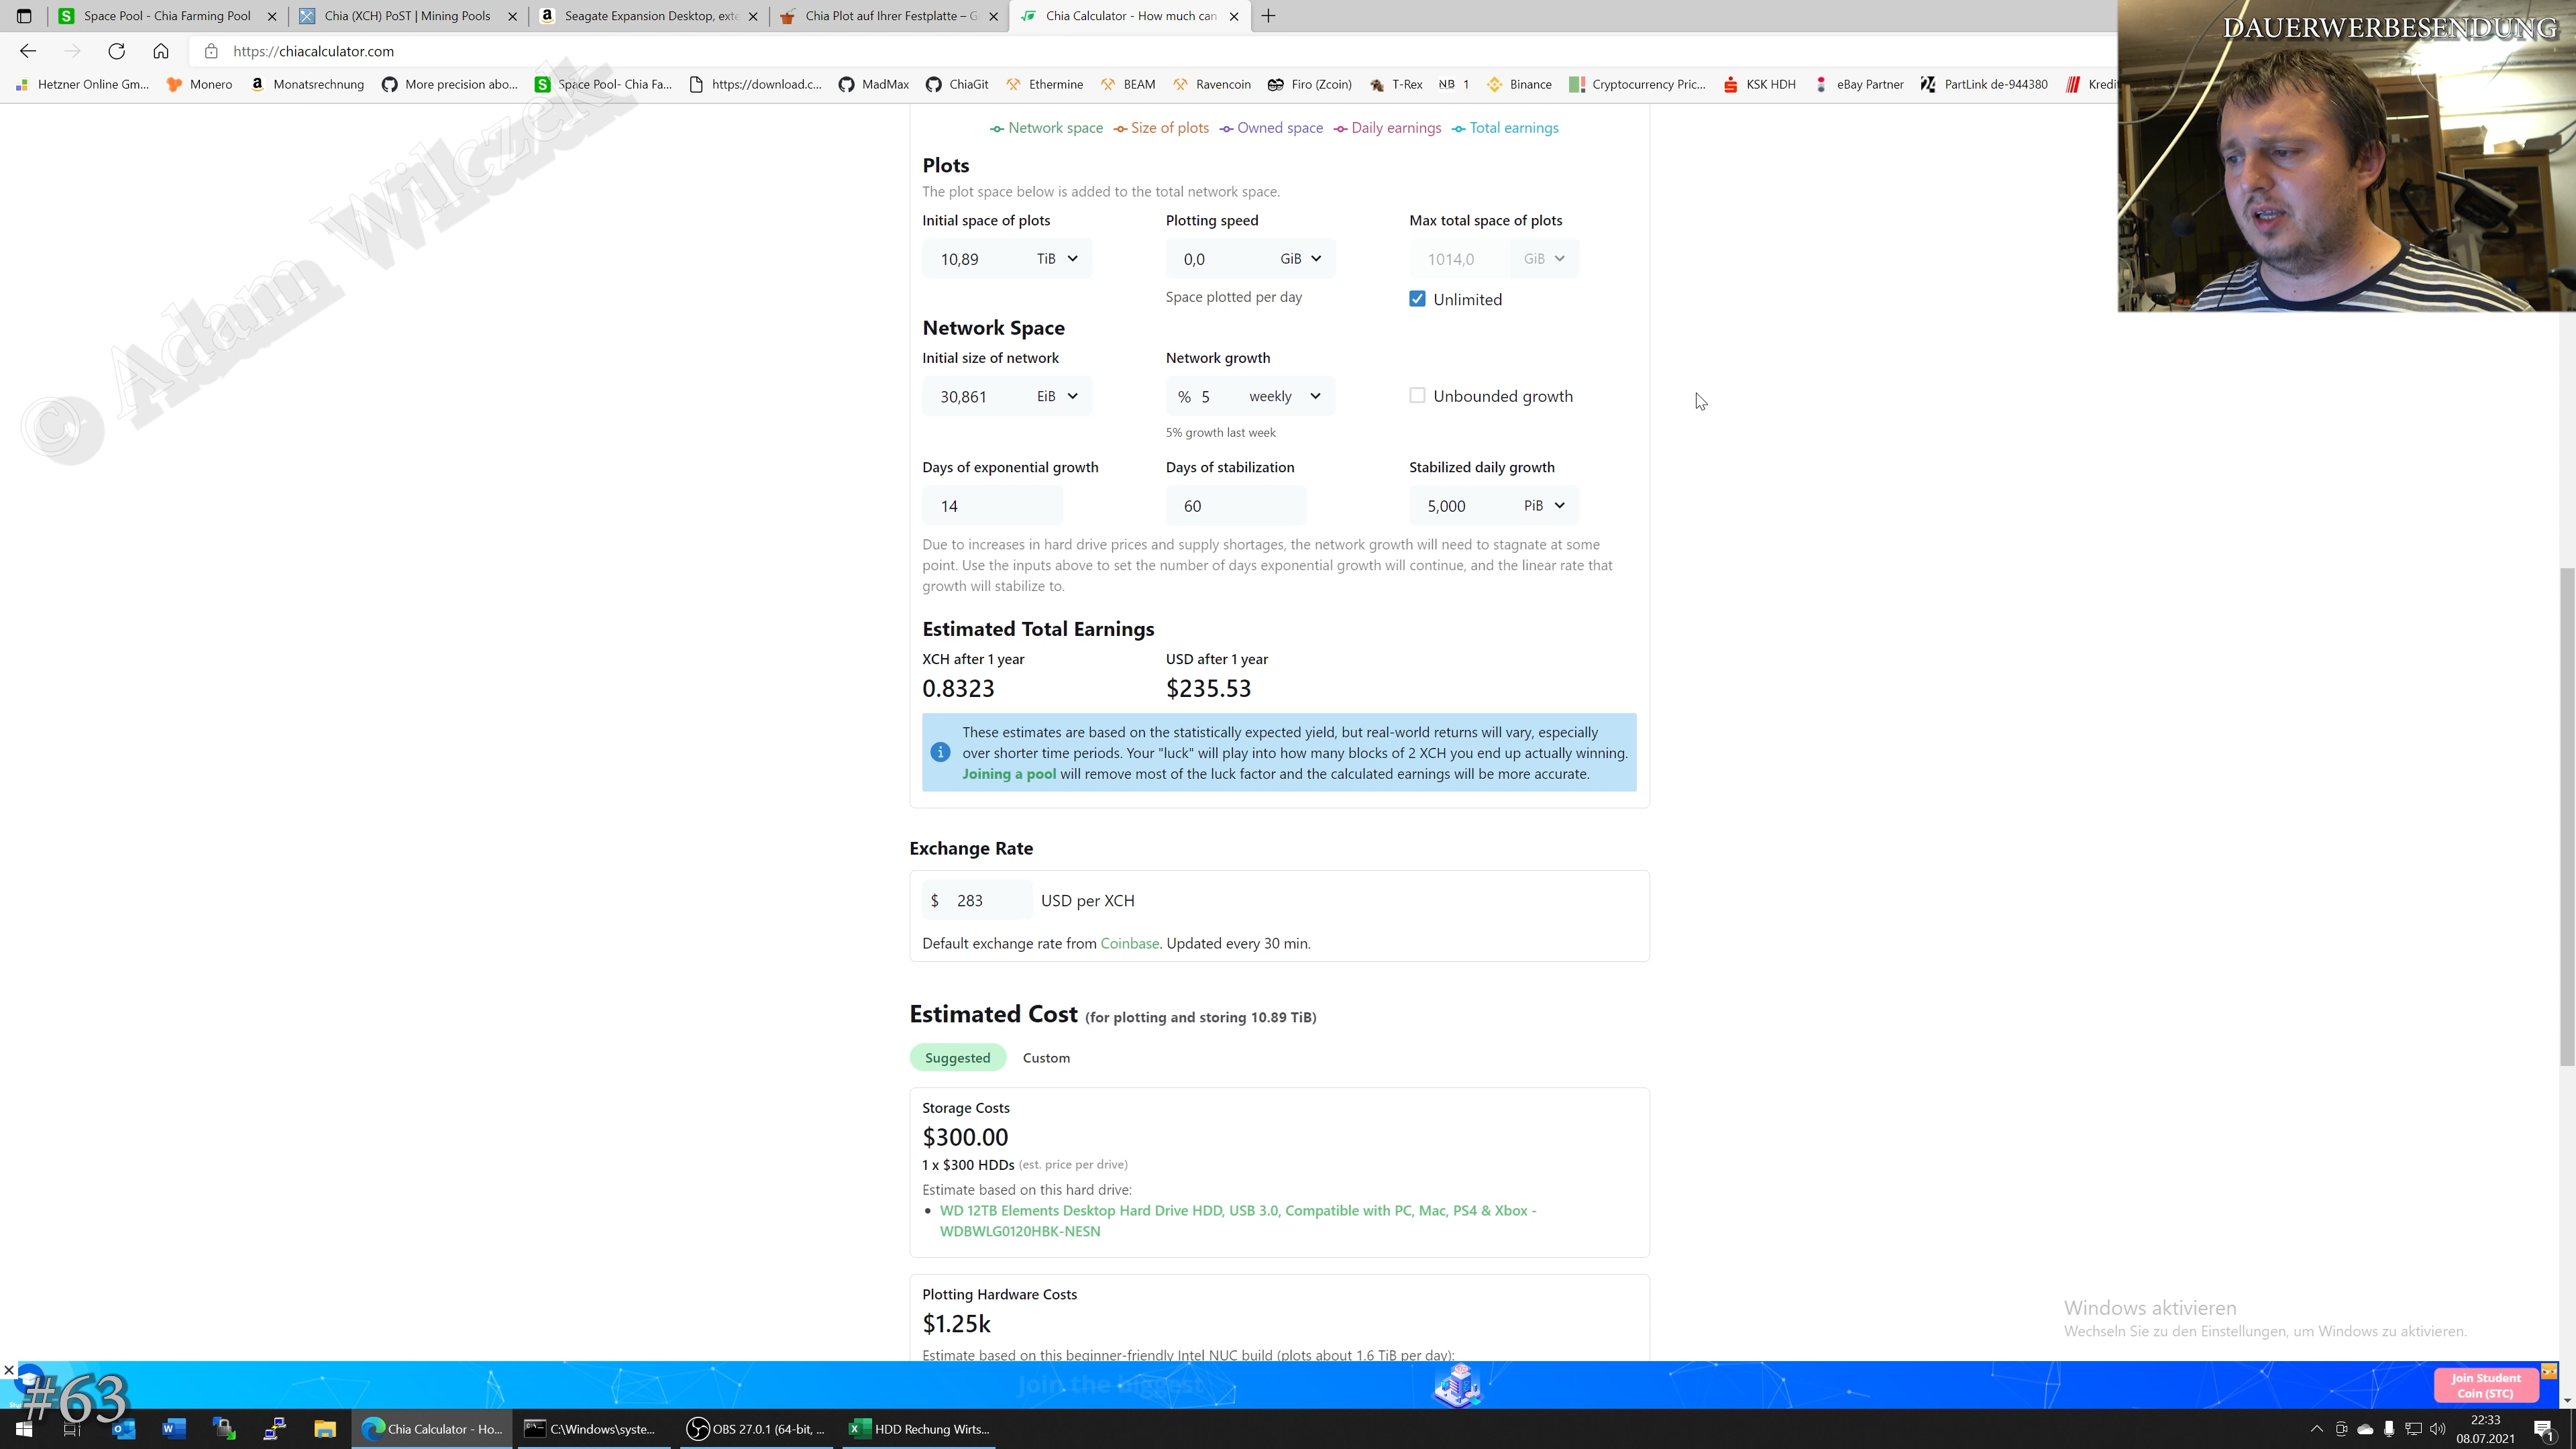 Space Pool - Chia Farming Pool
Chia (XCH) PoST | Mining Pools
Seagate Expansion Desktop, exte
Chia Plot auf Ihrer Festplatte – G
Chia Calculator - How much can
DAUERWERBESENDUNG
https://chiacalculator.com
Hetzner Online Gm...
Monero
Monatsrechnung
More precision abo...
Space Pool- Chia Fa...
https://download.c...
MadMax
ChiaGit
Ethermine
BEAM
Ravencoin
Firo (Zcoin)
T-Rex
NB 1
Binance
Cryptocurrency Pric...
KSK HDH
eBay Partner
PartLink de-944380
Kredit
© Adam Wilczek
Network space Size of plots Owned space Daily earnings Total earnings
Plots
The plot space below is added to the total network space.
Initial space of plots Plotting speed Max total space of plots
10,89 TiB 0,0 GiB 1014,0 GiB
Space plotted per day Unlimited
Network Space
Initial size of network Network growth
30,861 EiB % 5 weekly Unbounded growth
5% growth last week
Days of exponential growth Days of stabilization Stabilized daily growth
14 60 5,000 PiB
Due to increases in hard drive prices and supply shortages, the network growth will need to stagnate at some
point. Use the inputs above to set the number of days exponential growth will continue, and the linear rate that
growth will stabilize to.
Estimated Total Earnings
XCH after 1 year USD after 1 year
0.8323 $235.53
These estimates are based on the statistically expected yield, but real-world returns will vary, especially
over shorter time periods. Your "luck" will play into how many blocks of 2 XCH you end up actually winning.
Joining a pool will remove most of the luck factor and the calculated earnings will be more accurate.
Exchange Rate
$ 283 USD per XCH
Default exchange rate from Coinbase. Updated every 30 min.
Estimated Cost (for plotting and storing 10.89 TiB)
Suggested Custom
Storage Costs
$300.00
1 x $300 HDDs (est. price per drive)
Estimate based on this hard drive:
WD 12TB Elements Desktop Hard Drive HDD, USB 3.0, Compatible with PC, Mac, PS4 & Xbox -
WDBWLG0120HBK-NESN
Plotting Hardware Costs
$1.25k
Estimate based on this beginner-friendly Intel NUC build (plots about 1.6 TiB per day):
Windows aktivieren
Wechseln Sie zu den Einstellungen, um Windows zu aktivieren.
Join the biggest
Join Student
Coin (STC)
#63
Chia Calculator - Ho...
C:\Windows\syste...
OBS 27.0.1 (64-bit, ...
HDD Rechung Wirts...
22:33
08.07.2021
1